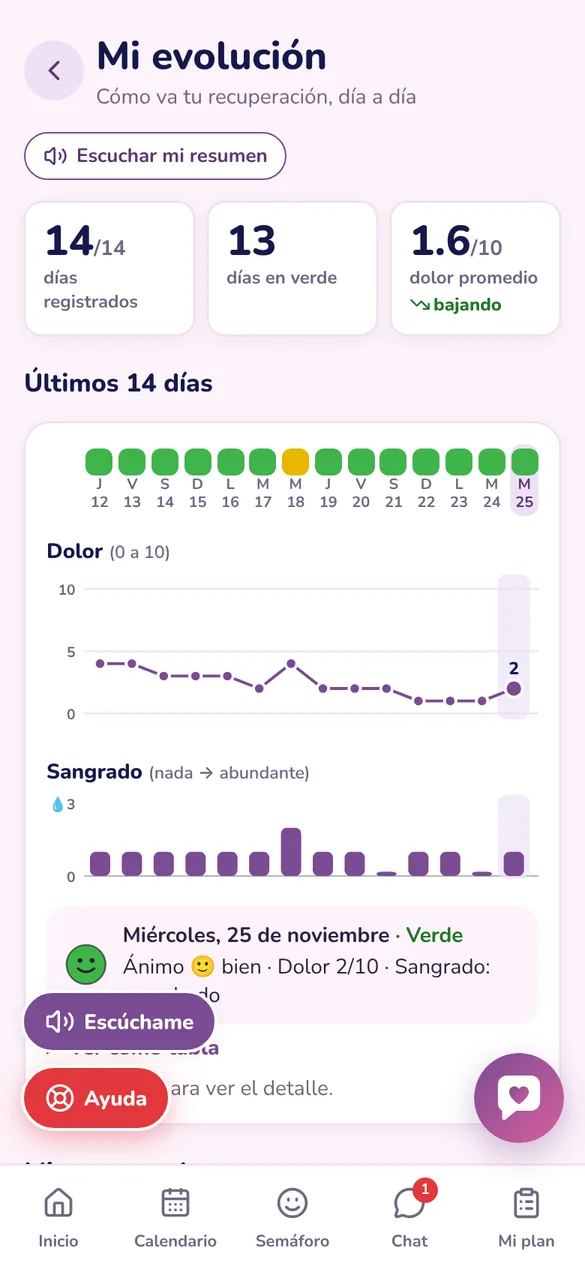 Mi evolución
Cómo va tu recuperación, día a día
Escuchar mi resumen
14/14
días
registrados
13
días en verde
1.6/10
dolor promedio
bajando
Últimos 14 días
J V S D L M M J V S D L M M
12 13 14 15 16 17 18 19 20 21 22 23 24 25
Dolor (0 a 10)
10
5
2
0
Sangrado (nada → abundante)
💧3
0
Miércoles, 25 de noviembre · Verde
Ánimo 🙂 bien · Dolor 2/10 · Sangrado:
do
Escúchame
tabla
Ayuda
ara ver el detalle.
1
Inicio
Calendario
Semáforo
Chat
Mi plan